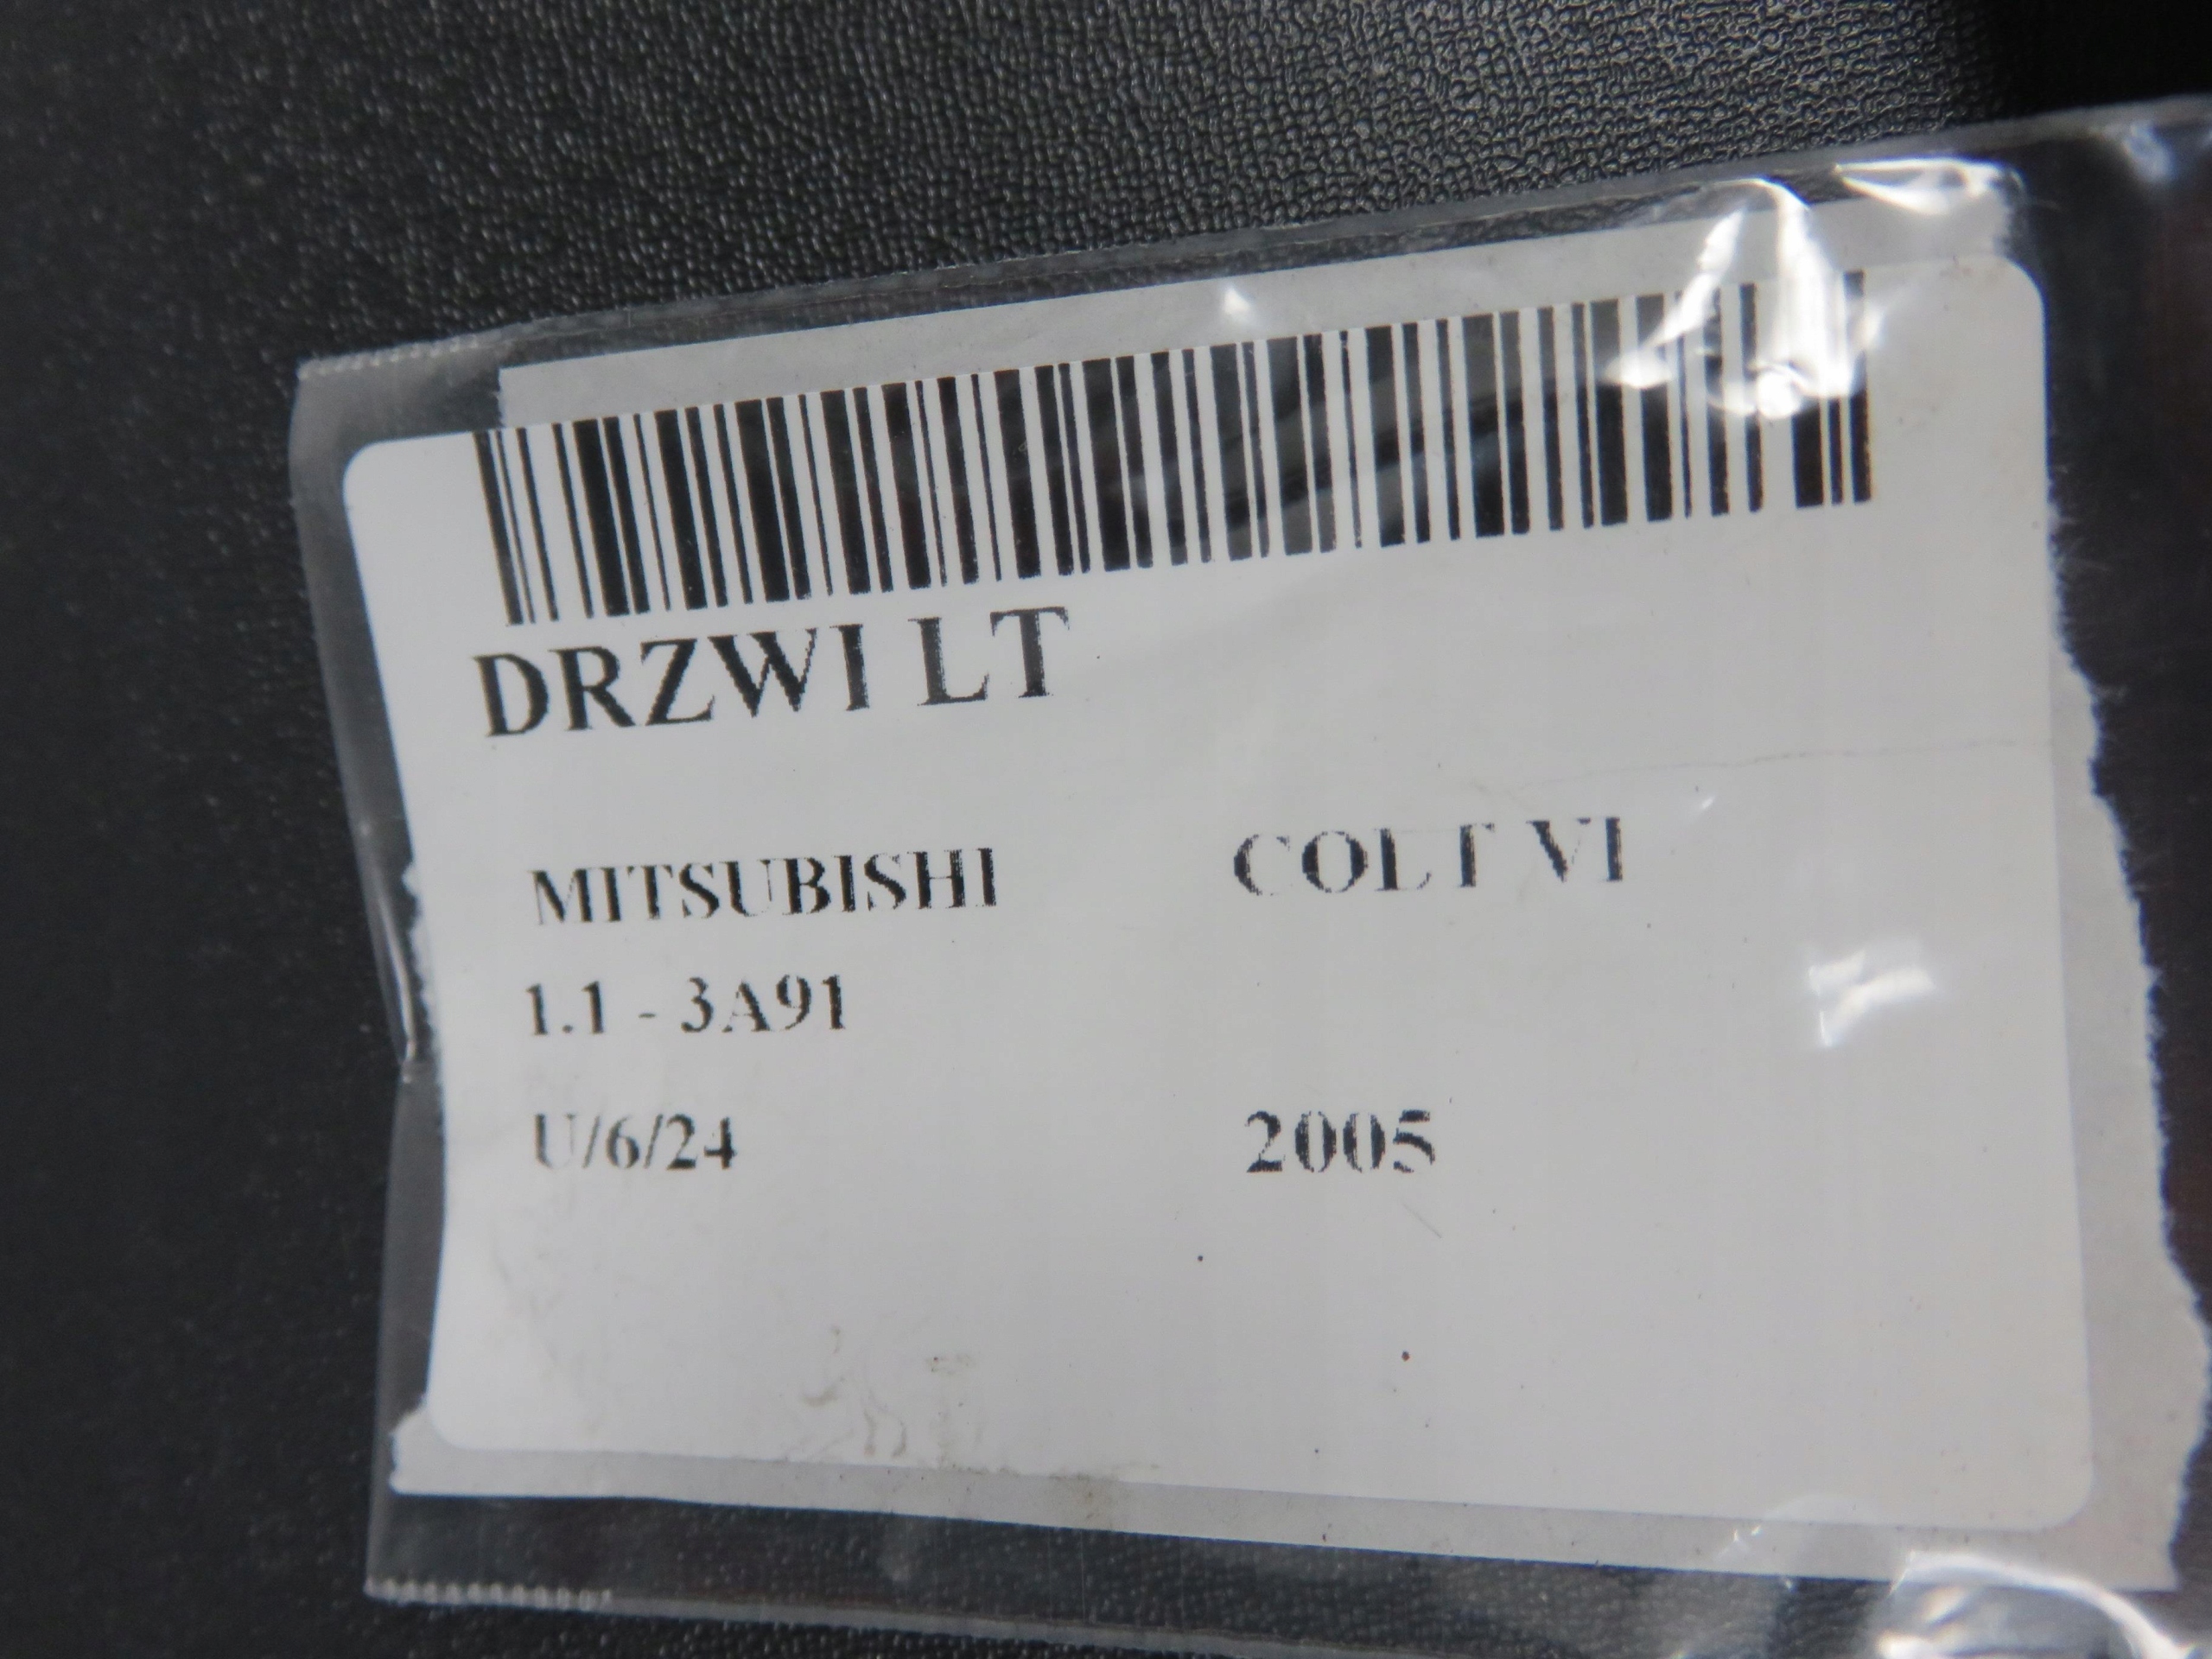 DRZWI LT
MITSUBISHI COLT VI
1.1 - 3A91
U/6/24 2005